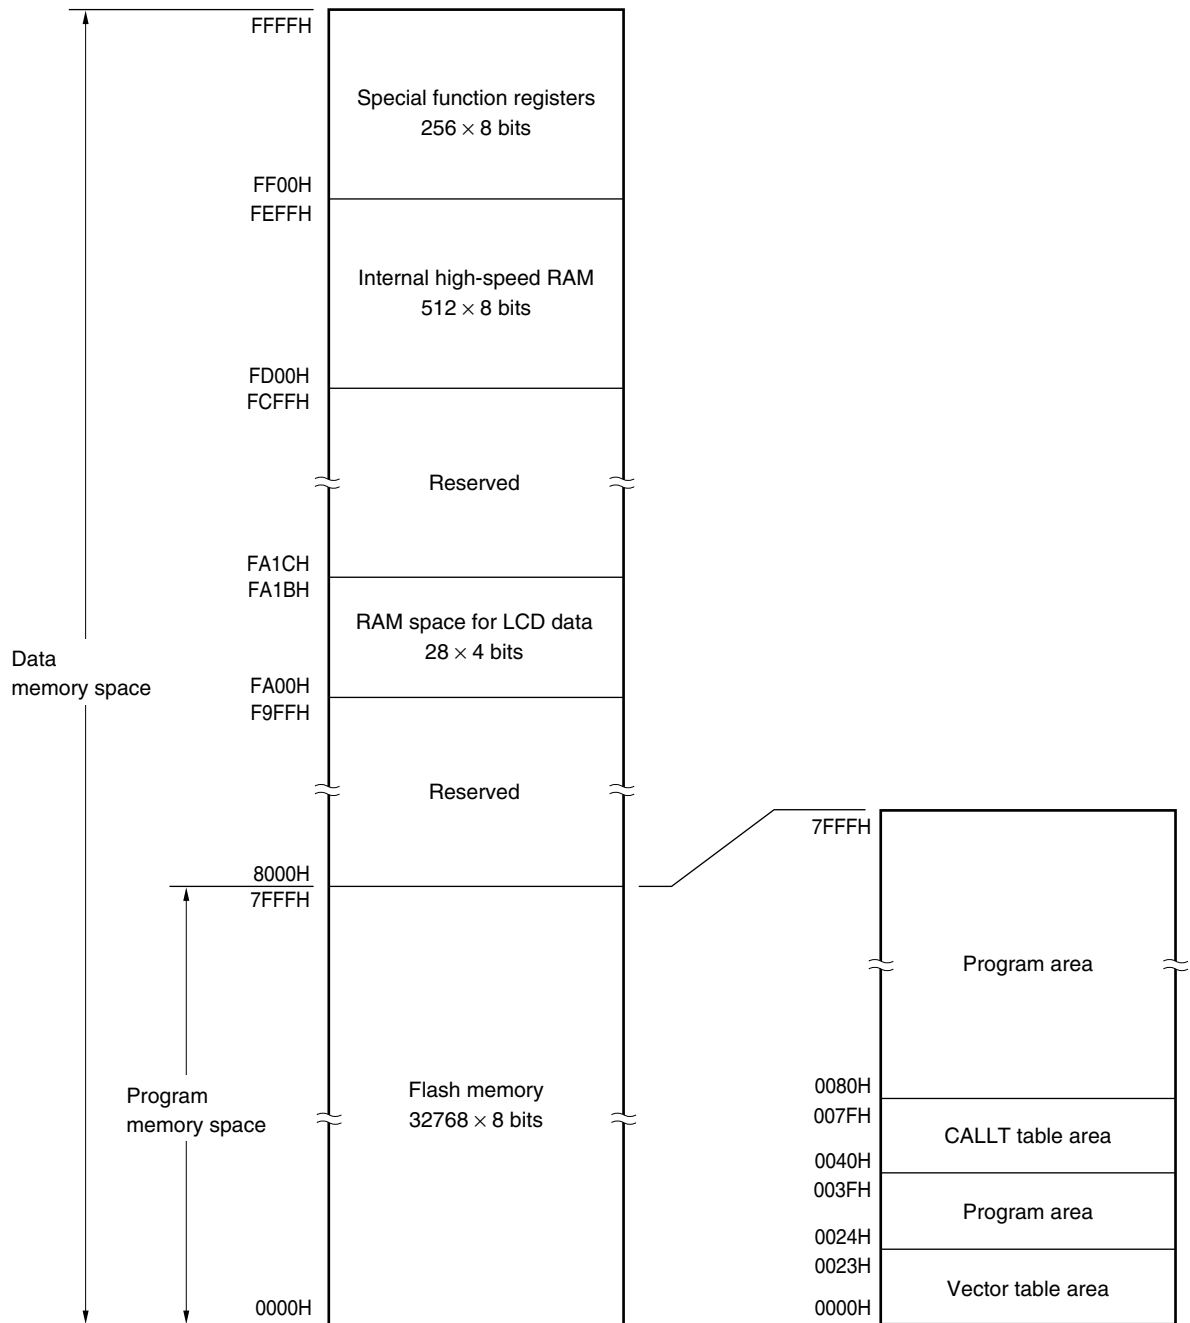 FFFFH
Special function registers
256 × 8 bits
FF00H
FEFFH
Internal high-speed RAM
512 × 8 bits
FD00H
FCFFH
Reserved
FA1CH
FA1BH
RAM space for LCD data
28 × 4 bits
Data
memory space
FA00H
F9FFH
Reserved
8000H
7FFFH
Flash memory
32768 × 8 bits
Program
memory space
0000H
7FFFH
Program area
0080H
007FH
CALLT table area
0040H
003FH
Program area
0024H
0023H
Vector table area
0000H